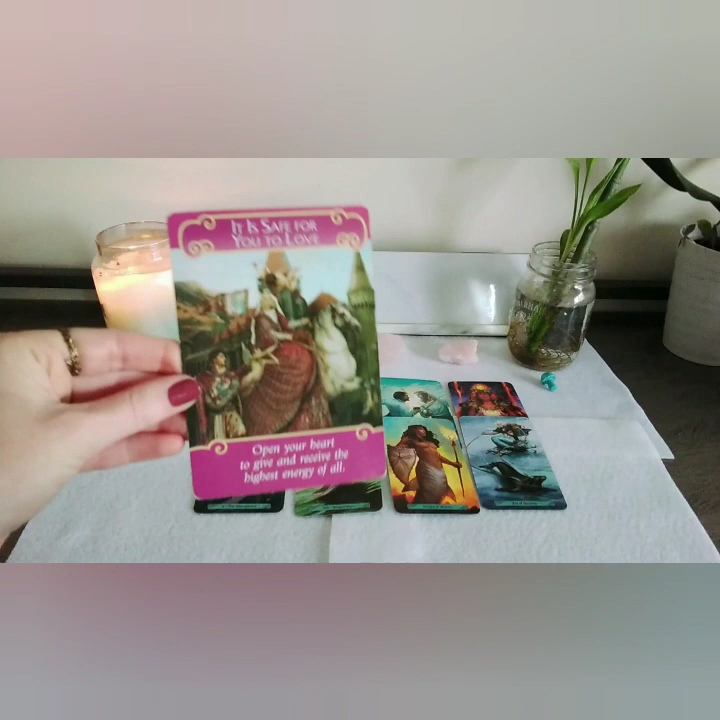 It Is Safe for
You to Love
Open your heart
to give and receive the
highest energy of all.